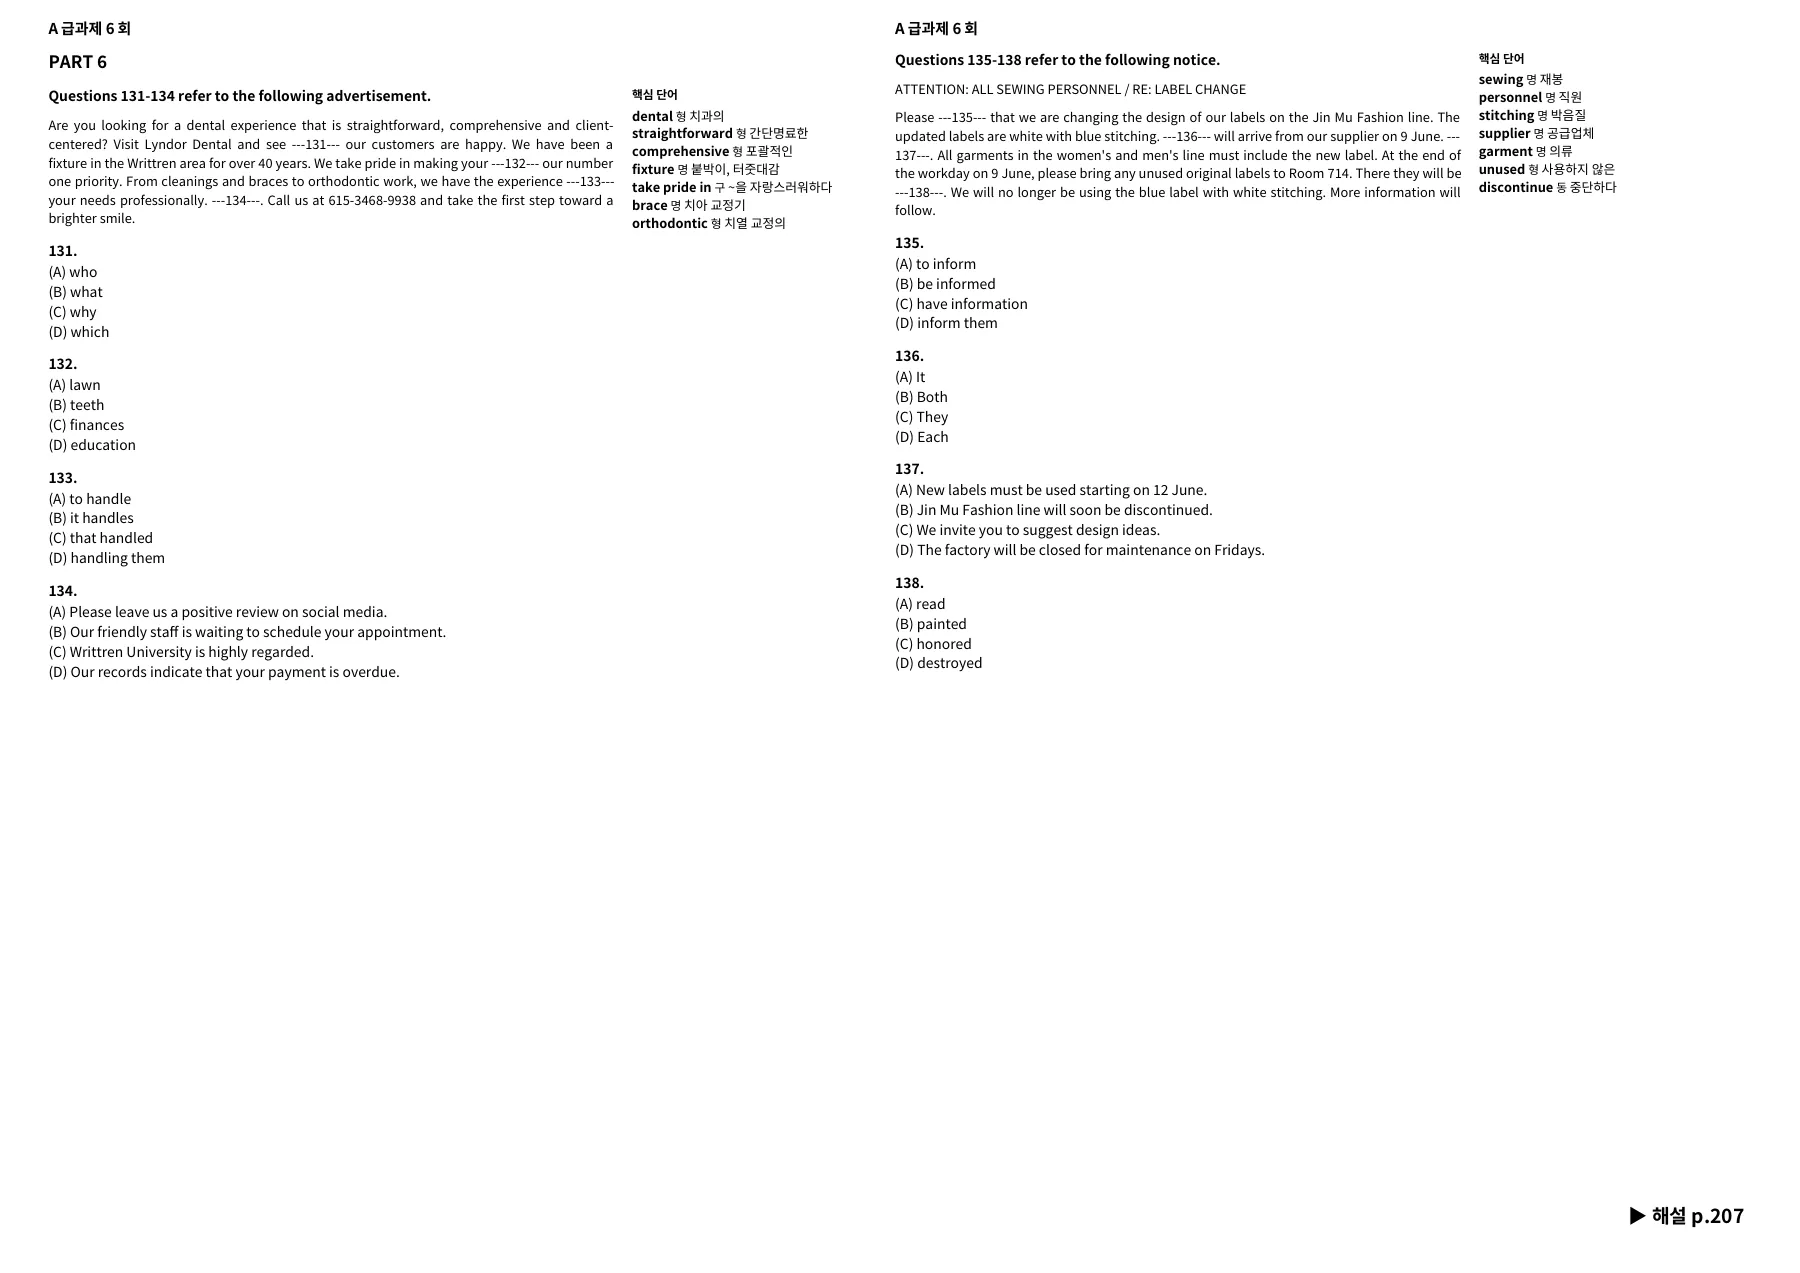 A 급과제 6 회
PART 6
Questions 131-134 refer to the following advertisement.
Are you looking for a dental experience that is straightforward, comprehensive and client-
centered? Visit Lyndor Dental and see ---131--- our customers are happy. We have been a
fixture in the Writtren area for over 40 years. We take pride in making your ---132--- our number
one priority. From cleanings and braces to orthodontic work, we have the experience ---133---
your needs professionally. ---134---. Call us at 615-3468-9938 and take the first step toward a
brighter smile.
핵심 단어
dental 형 치과의
straightforward 형 간단명료한
comprehensive 형 포괄적인
fixture 명 붙박이, 터줏대감
take pride in 구 ~을 자랑스러워하다
brace 명 치아 교정기
orthodontic 형 치열 교정의
131.
(A) who
(B) what
(C) why
(D) which
132.
(A) lawn
(B) teeth
(C) finances
(D) education
133.
(A) to handle
(B) it handles
(C) that handled
(D) handling them
134.
(A) Please leave us a positive review on social media.
(B) Our friendly staff is waiting to schedule your appointment.
(C) Writtren University is highly regarded.
(D) Our records indicate that your payment is overdue.
A 급과제 6 회
Questions 135-138 refer to the following notice.
ATTENTION: ALL SEWING PERSONNEL / RE: LABEL CHANGE
Please ---135--- that we are changing the design of our labels on the Jin Mu Fashion line. The
updated labels are white with blue stitching. ---136--- will arrive from our supplier on 9 June. ---
137---. All garments in the women's and men's line must include the new label. At the end of
the workday on 9 June, please bring any unused original labels to Room 714. There they will be
---138---. We will no longer be using the blue label with white stitching. More information will
follow.
핵심 단어
sewing 명 재봉
personnel 명 직원
stitching 명 박음질
supplier 명 공급업체
garment 명 의류
unused 형 사용하지 않은
discontinue 동 중단하다
135.
(A) to inform
(B) be informed
(C) have information
(D) inform them
136.
(A) It
(B) Both
(C) They
(D) Each
137.
(A) New labels must be used starting on 12 June.
(B) Jin Mu Fashion line will soon be discontinued.
(C) We invite you to suggest design ideas.
(D) The factory will be closed for maintenance on Fridays.
138.
(A) read
(B) painted
(C) honored
(D) destroyed
▶ 해설 p.207